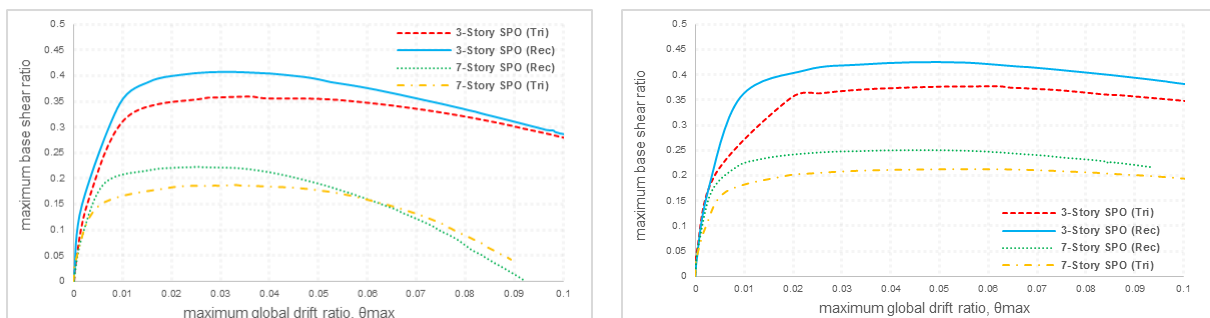 0.5
0.45
0.4
0.35
0.3
0.25
0.2
0.15
0.1
0.05
0
maximum base shear ratio
3-Story SPO (Tri)
3-Story SPO (Rec)
7-Story SPO (Rec)
7-Story SPO (Tri)
0 0.01 0.02 0.03 0.04 0.05 0.06 0.07 0.08 0.09 0.1
maximum global drift ratio, θmax
0.5
0.45
0.4
0.35
0.3
0.25
0.2
0.15
0.1
0.05
0
maximum base shear ratio
3-Story SPO (Tri)
3-Story SPO (Rec)
7-Story SPO (Rec)
7-Story SPO (Tri)
0 0.01 0.02 0.03 0.04 0.05 0.06 0.07 0.08 0.09 0.1
maximum global drift ratio, θmax